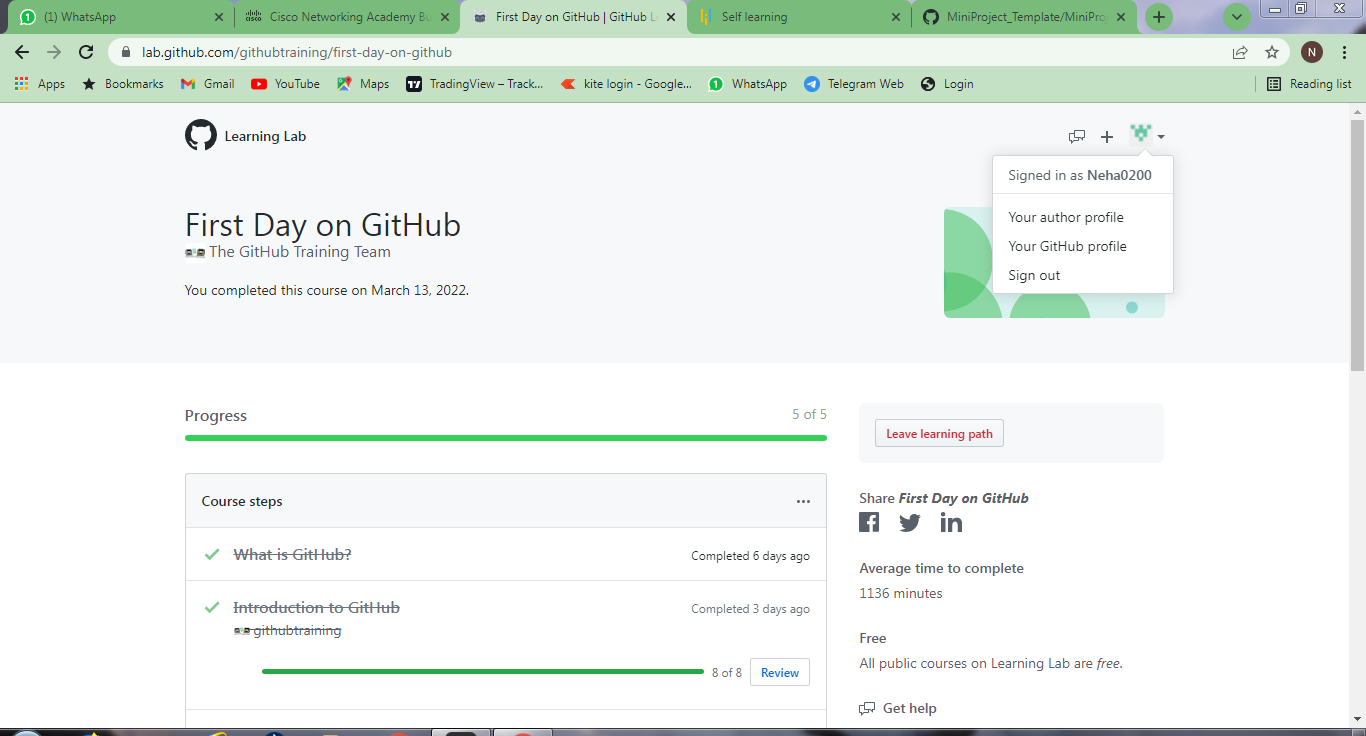 (1) WhatsApp
Cisco Networking Academy Bu
First Day on GitHub | GitHub Le
Self learning
MiniProject_Template/MiniProj
lab.github.com/githubtraining/first-day-on-github
N
Apps
Bookmarks
Gmail
YouTube
Maps
TradingView – Track...
kite login - Google...
WhatsApp
Telegram Web
Login
Reading list
Learning Lab
Signed in as Neha0200
Your author profile
Your GitHub profile
Sign out
First Day on GitHub
The GitHub Training Team
You completed this course on March 13, 2022.
Progress
5 of 5
Leave learning path
Course steps
What is GitHub?
Completed 6 days ago
Introduction to GitHub
Completed 3 days ago
githubtraining
8 of 8
Review
Share First Day on GitHub
Average time to complete
1136 minutes
Free
All public courses on Learning Lab are free.
Get help